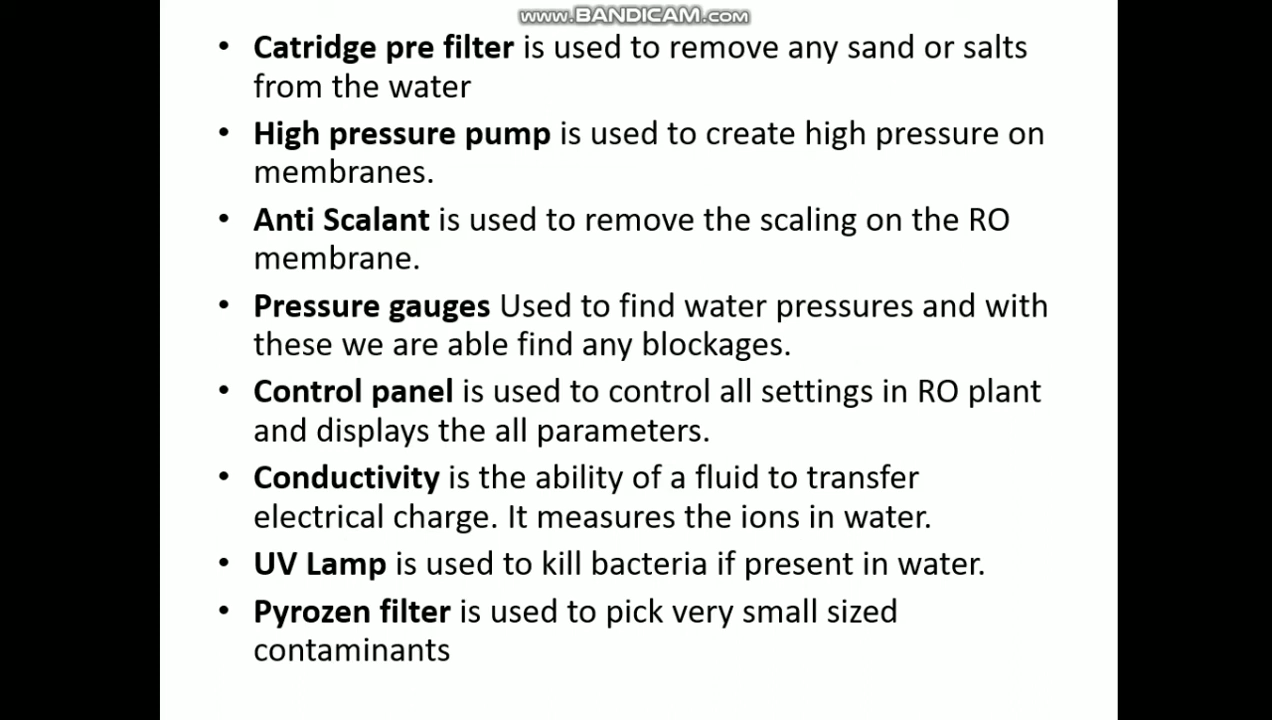 www.BANDICAM.com
• Catridge pre filter is used to remove any sand or salts
from the water
• High pressure pump is used to create high pressure on
membranes.
• Anti Scalant is used to remove the scaling on the RO
membrane.
• Pressure gauges Used to find water pressures and with
these we are able find any blockages.
• Control panel is used to control all settings in RO plant
and displays the all parameters.
• Conductivity is the ability of a fluid to transfer
electrical charge. It measures the ions in water.
• UV Lamp is used to kill bacteria if present in water.
• Pyrozen filter is used to pick very small sized
contaminants